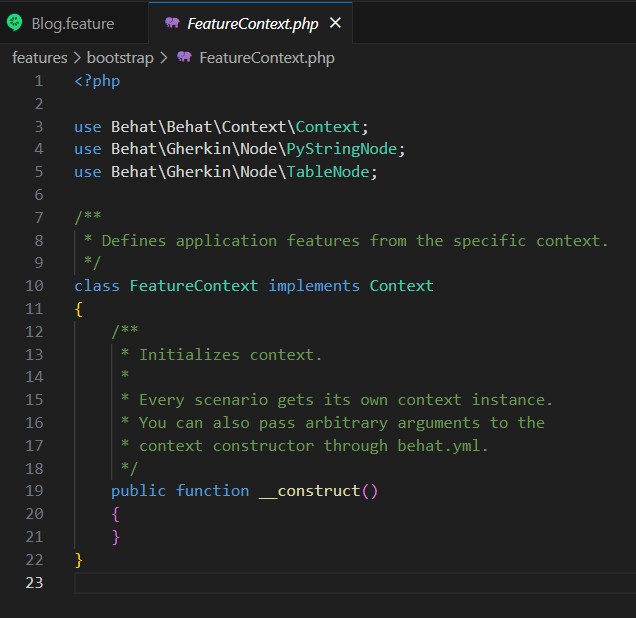 Blog.feature FeatureContext.php
features bootstrap FeatureContext.php
1 <?php
2
3 use Behat\Behat\Context\Context;
4 use Behat\Gherkin\Node\PyStringNode;
5 use Behat\Gherkin\Node\TableNode;
6
7 /**
8 * Defines application features from the specific context.
9 */
10 class FeatureContext implements Context
11 {
12 /**
13 * Initializes context.
14 *
15 * Every scenario gets its own context instance.
16 * You can also pass arbitrary arguments to the
17 * context constructor through behat.yml.
18 */
19 public function __construct()
20 {
21 }
22 }
23